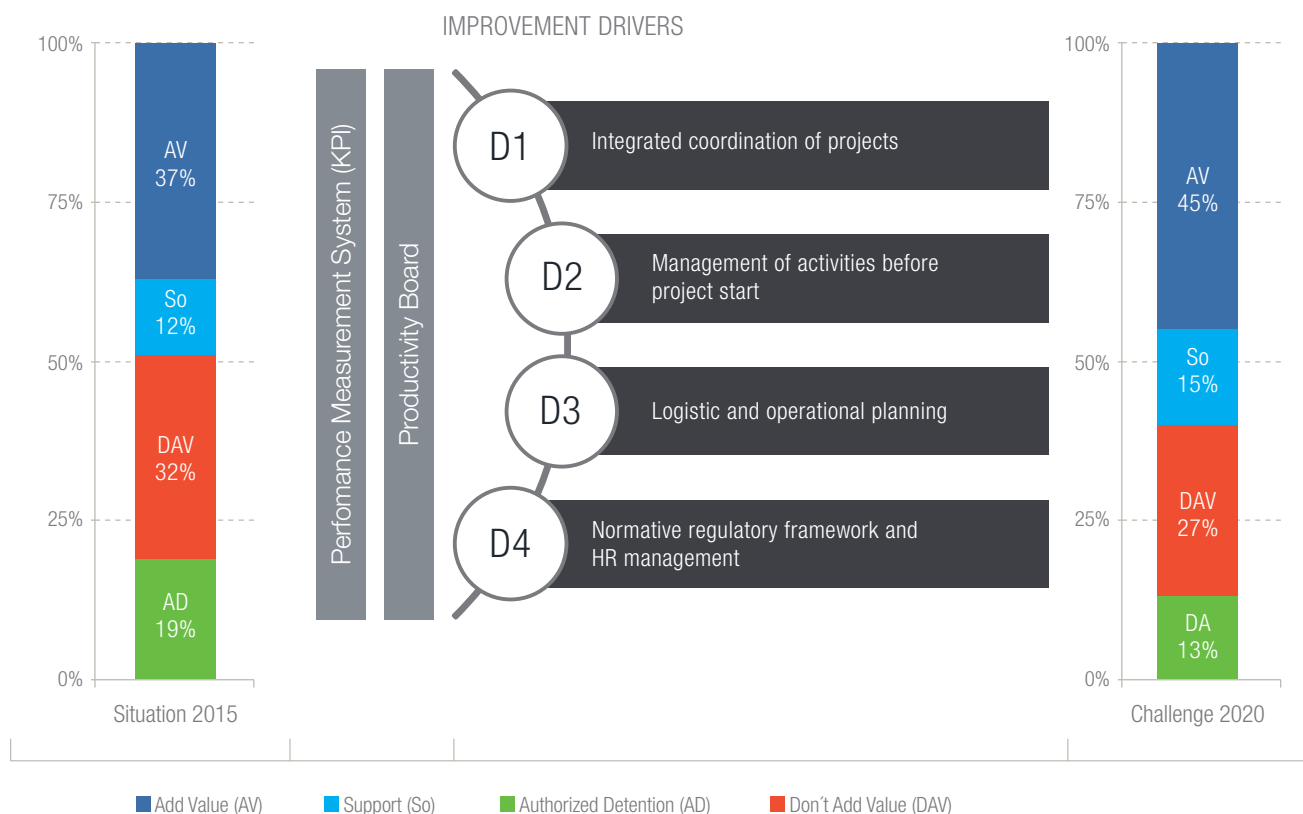 IMPROVEMENT DRIVERS
100%
75%
50%
25%
0%
AV
37%
So
12%
DAV
32%
AD
19%
Situation 2015
Perfomance Measurement System (KPI)
Productivity Board
D1
Integrated coordination of projects
D2
Management of activities before
project start
D3
Logistic and operational planning
D4
Normative regulatory framework and
HR management
100%
75%
50%
25%
0%
AV
45%
So
15%
DAV
27%
DA
13%
Challenge 2020
Add Value (AV)
Support (So)
Authorized Detention (AD)
Don´t Add Value (DAV)